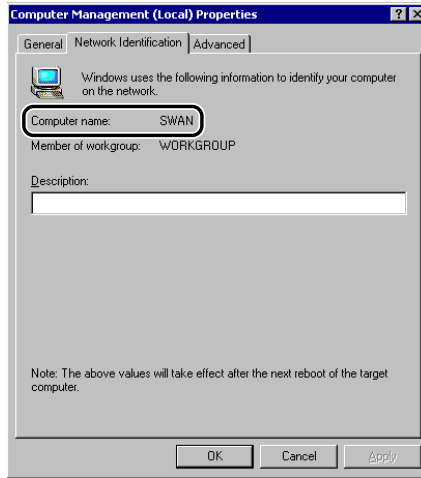 Computer Management (Local) Properties
General Network Identification Advanced
Windows uses the following information to identify your computer
on the network.
Computer name: SWAN
Member of workgroup: WORKGROUP
Description:
Note: The above values will take effect after the next reboot of the target
computer.
OK Cancel Apply